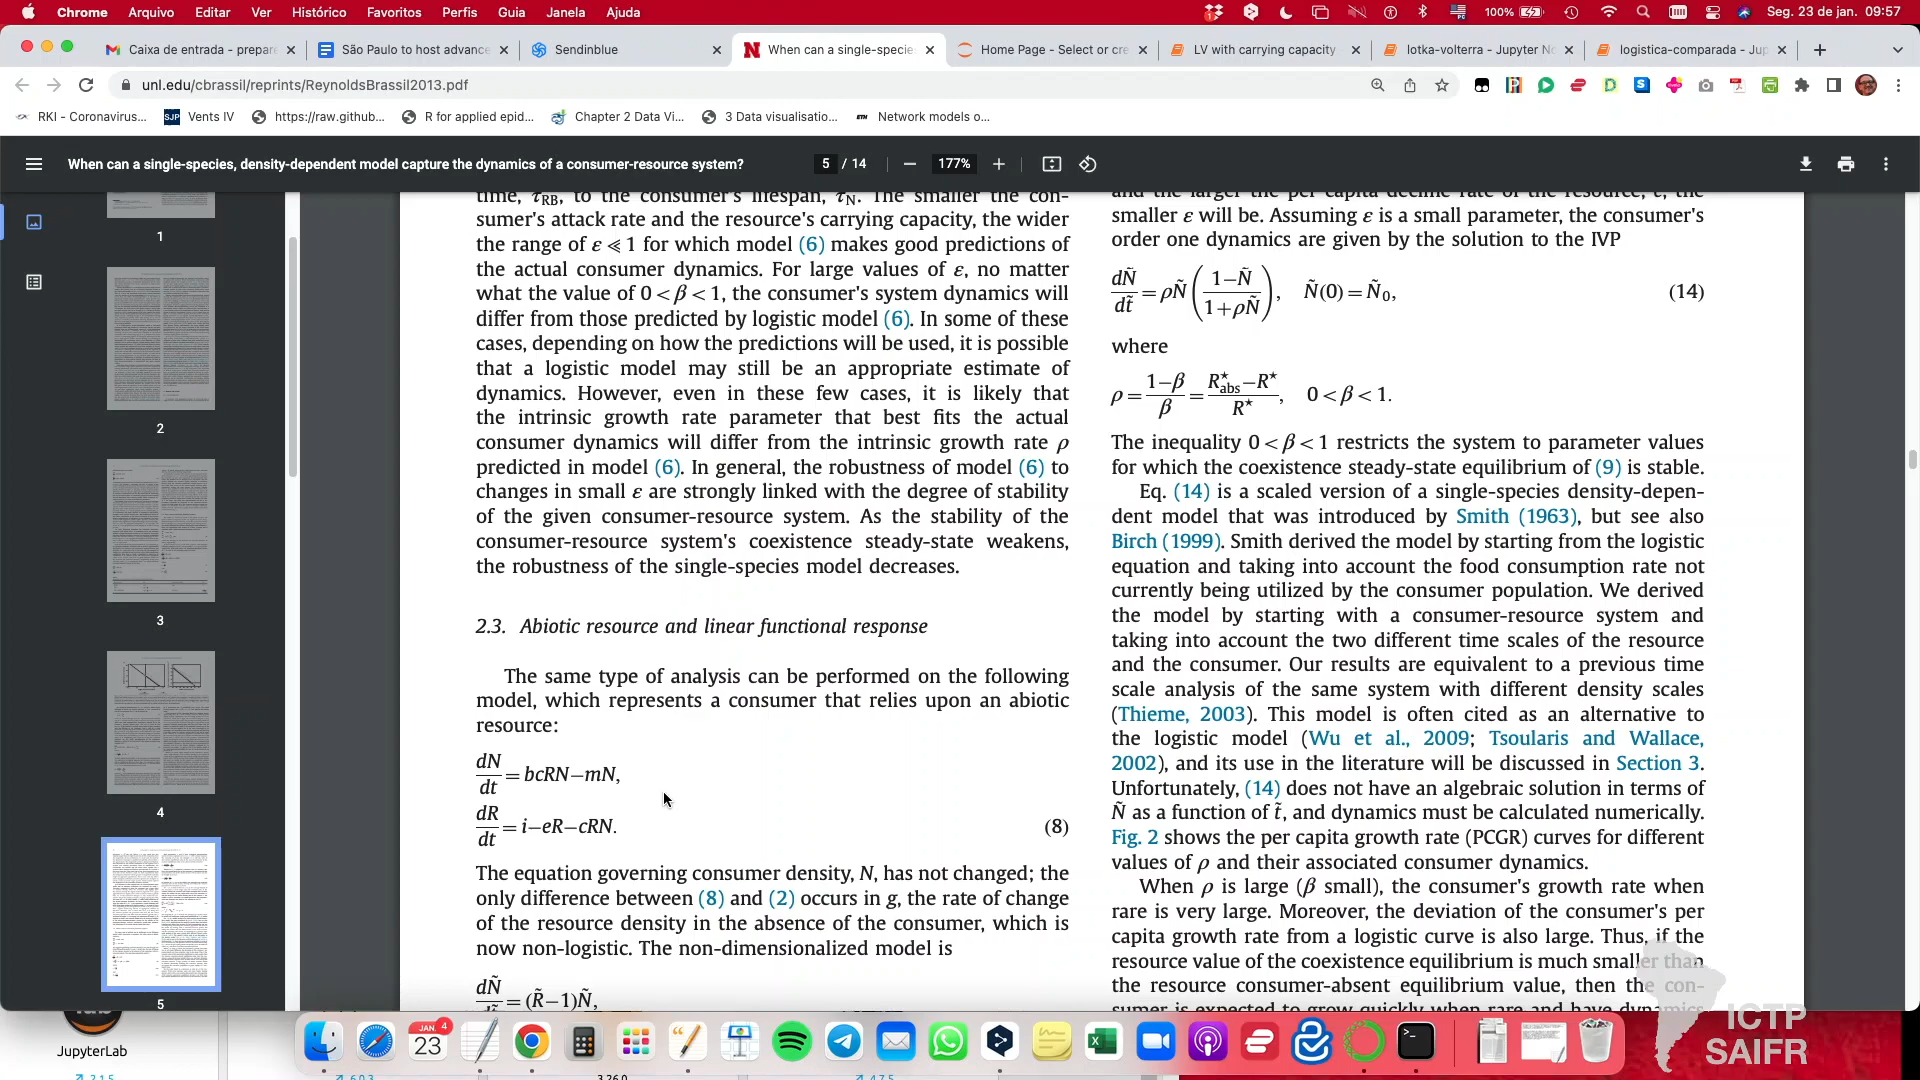 Chrome Arquivo Editar Ver Histórico Favoritos Perfis Guia Janela Ajuda 100% Seg. 23 de jan. 09:57
Caixa de entrada - prepare São Paulo to host advance Sendinblue When can a single-specie Home Page - Select or cre LV with carrying capacity lotka-volterra - Jupyter No logistica-comparada - Jup
unl.edu/cbrassil/reprints/ReynoldsBrassil2013.pdf
RKI - Coronavirus... Vents IV https://raw.github... R for applied epid... Chapter 2 Data Vi... 3 Data visualisatio... Network models o...
When can a single-species, density-dependent model capture the dynamics of a consumer-resource system? 5 / 14 177%
1
2
3
4
5
time, τRB, to the consumer's lifespan, τN. The smaller the con-
sumer's attack rate and the resource's carrying capacity, the wider
the range of ε ≪ 1 for which model (6) makes good predictions of
the actual consumer dynamics. For large values of ε, no matter
what the value of 0 < β < 1, the consumer's system dynamics will
differ from those predicted by logistic model (6). In some of these
cases, depending on how the predictions will be used, it is possible
that a logistic model may still be an appropriate estimate of
dynamics. However, even in these few cases, it is likely that
the intrinsic growth rate parameter that best fits the actual
consumer dynamics will differ from the intrinsic growth rate ρ
predicted in model (6). In general, the robustness of model (6) to
changes in small ε are strongly linked with the degree of stability
of the given consumer-resource system. As the stability of the
consumer-resource system's coexistence steady-state weakens,
the robustness of the single-species model decreases.
2.3. Abiotic resource and linear functional response
The same type of analysis can be performed on the following
model, which represents a consumer that relies upon an abiotic
resource:
dN/dt = bcRN−mN,
dR/dt = i−eR−cRN. (8)
The equation governing consumer density, N, has not changed; the
only difference between (8) and (2) occurs in g, the rate of change
of the resource density in the absence of the consumer, which is
now non-logistic. The non-dimensionalized model is
dÑ/dt̃ = (R̃−1)Ñ,
and the larger the per capita decline rate of the resource, e, the
smaller ε will be. Assuming ε is a small parameter, the consumer's
order one dynamics are given by the solution to the IVP
dÑ/dt̃ = ρÑ((1−Ñ)/(1+ρÑ)), Ñ(0) = Ñ0, (14)
where
ρ = (1−β)/β = (R★abs−R★)/R★, 0 < β < 1.
The inequality 0 < β < 1 restricts the system to parameter values
for which the coexistence steady-state equilibrium of (9) is stable.
Eq. (14) is a scaled version of a single-species density-depen-
dent model that was introduced by Smith (1963), but see also
Birch (1999). Smith derived the model by starting from the logistic
equation and taking into account the food consumption rate not
currently being utilized by the consumer population. We derived
the model by starting with a consumer-resource system and
taking into account the two different time scales of the resource
and the consumer. Our results are equivalent to a previous time
scale analysis of the same system with different density scales
(Thieme, 2003). This model is often cited as an alternative to
the logistic model (Wu et al., 2009; Tsoularis and Wallace,
2002), and its use in the literature will be discussed in Section 3.
Unfortunately, (14) does not have an algebraic solution in terms of
Ñ as a function of t̃, and dynamics must be calculated numerically.
Fig. 2 shows the per capita growth rate (PCGR) curves for different
values of ρ and their associated consumer dynamics.
When ρ is large (β small), the consumer's growth rate when
rare is very large. Moreover, the deviation of the consumer's per
capita growth rate from a logistic curve is also large. Thus, if the
resource value of the coexistence equilibrium is much smaller than
the resource consumer-absent equilibrium value, then the con-
sumer is expected to grow quickly when rare and have dynamics
JAN. 4
23
JupyterLab
ICTP
SAIFR